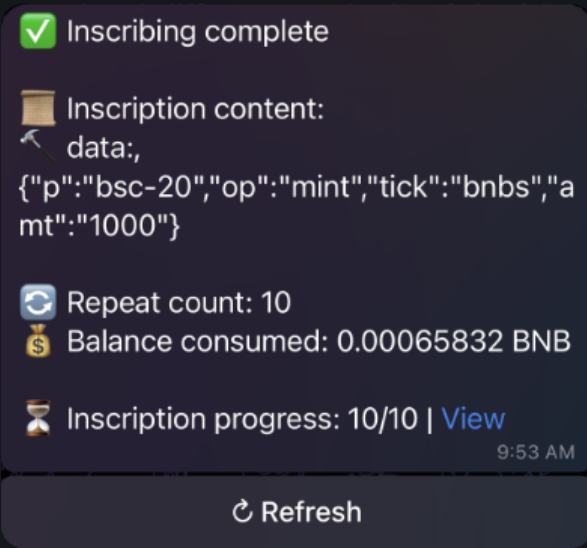 ✅ Inscribing complete
📜 Inscription content:
⛏ data:,
{"p":"bsc-20","op":"mint","tick":"bnbs","a
mt":"1000"}
🔄 Repeat count: 10
💰 Balance consumed: 0.00065832 BNB
⏳ Inscription progress: 10/10 | View
9:53 AM
↻ Refresh